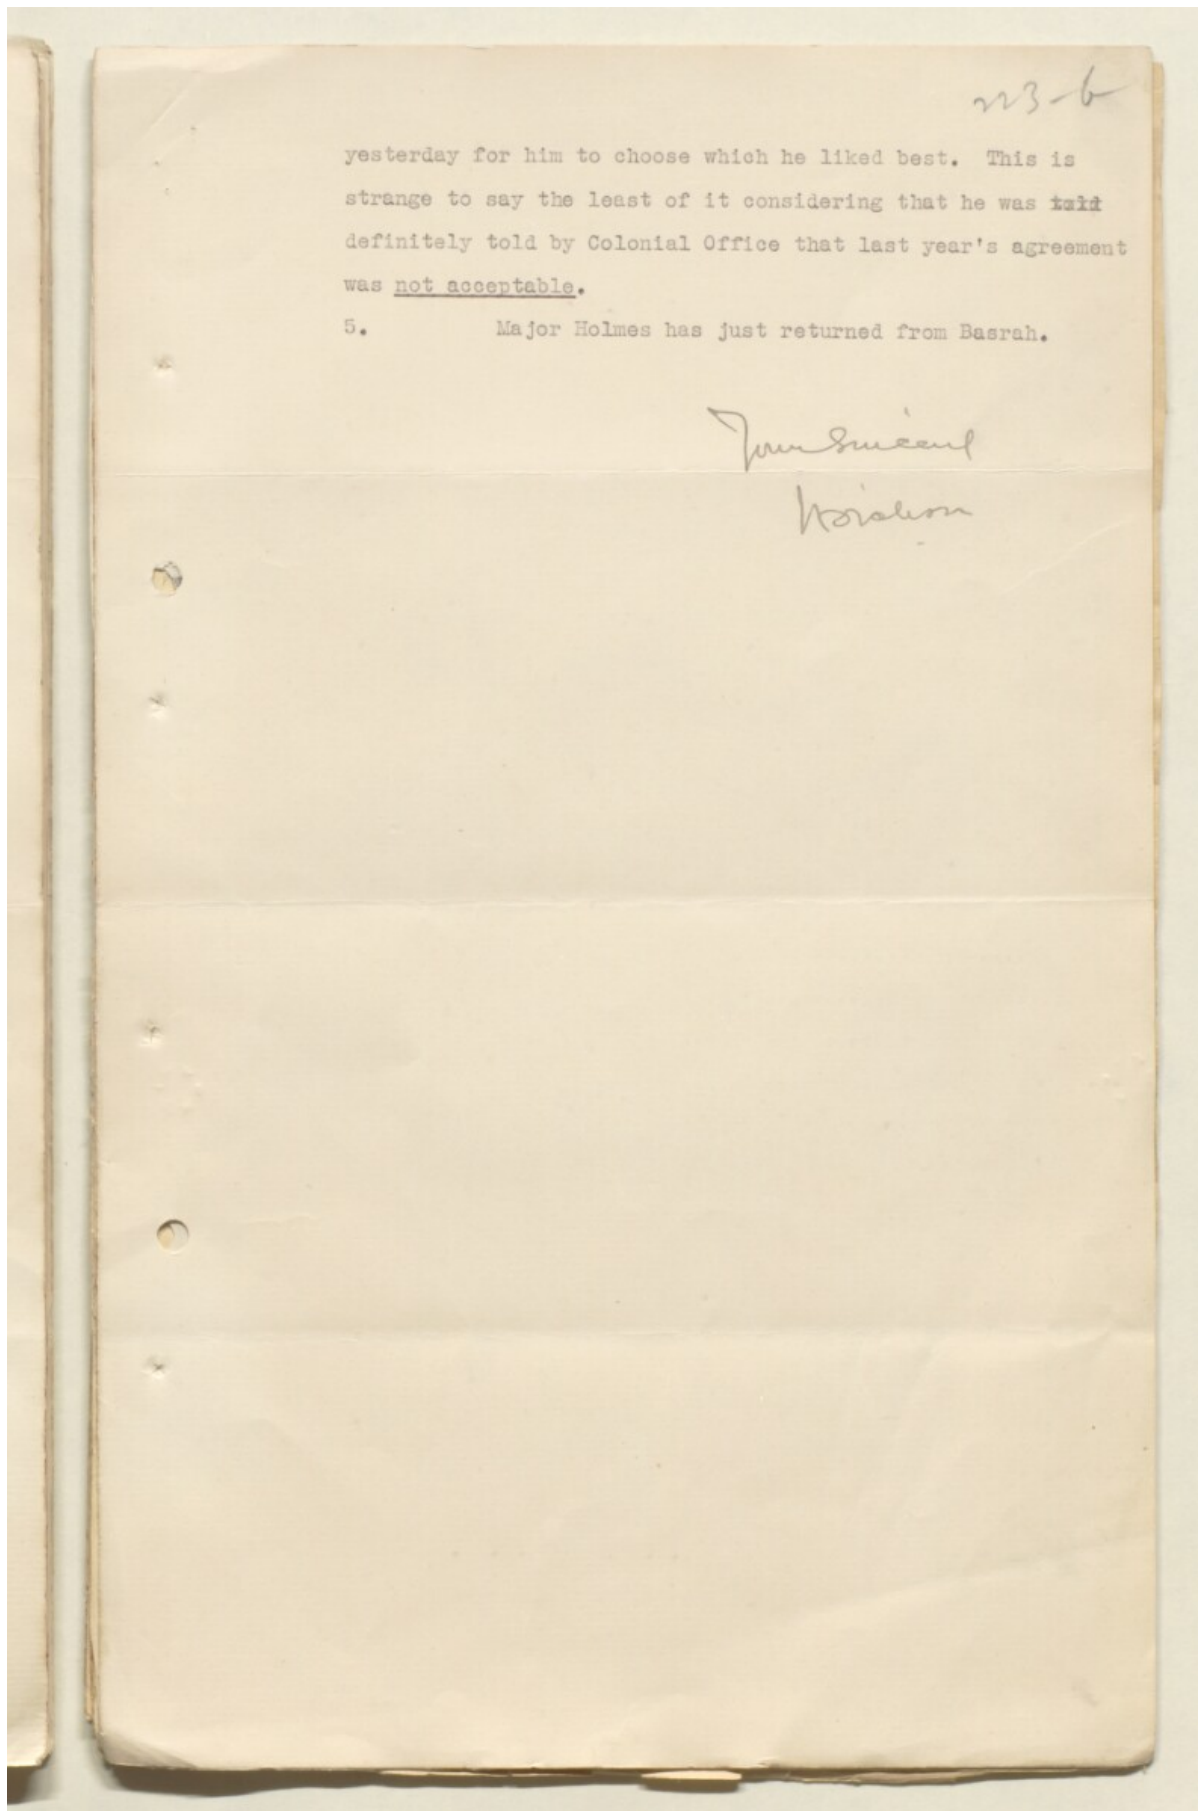 223-b
yesterday for him to choose which he liked best. This is
strange to say the least of it considering that he was told
definitely told by Colonial Office that last year's agreement
was not acceptable.
5. Major Holmes has just returned from Basrah.
Yours Sincerely